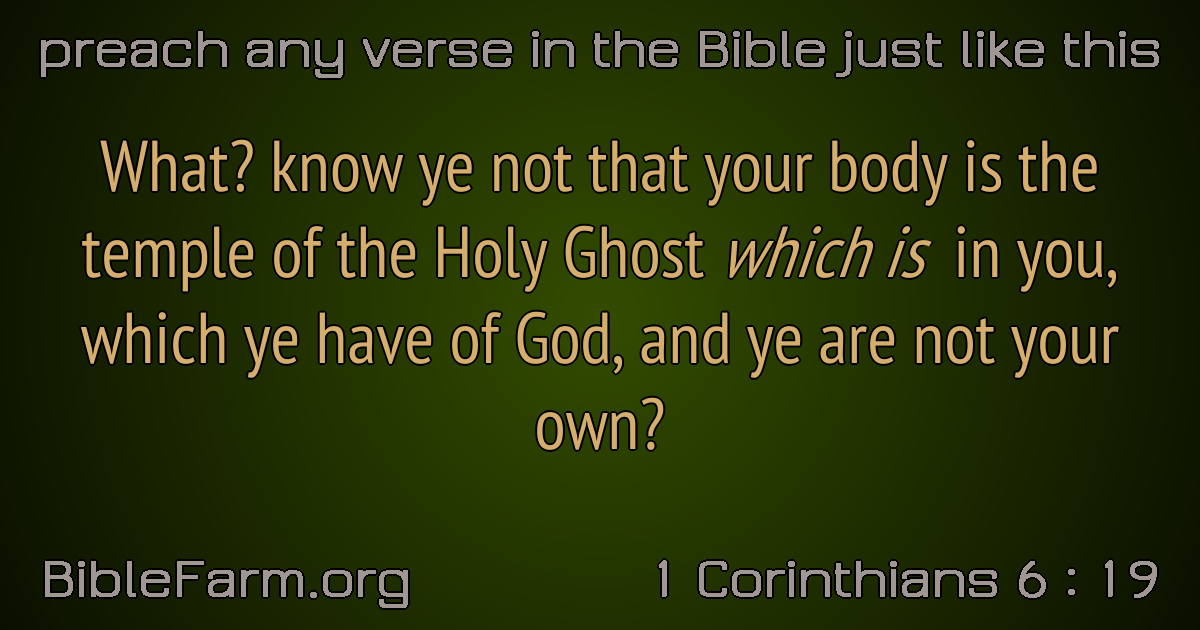 preach any verse in the Bible just like this
What? know ye not that your body is the
temple of the Holy Ghost which is in you,
which ye have of God, and ye are not your
own?
BibleFarm.org
1 Corinthians 6 : 19